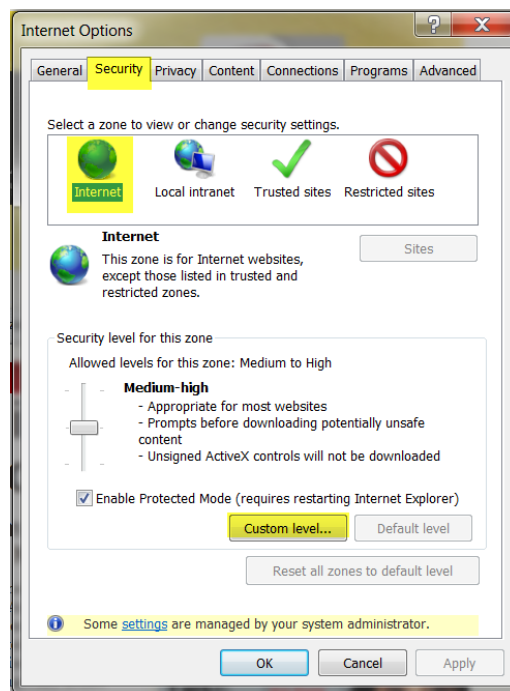 Internet Options
General Security Privacy Content Connections Programs Advanced
Select a zone to view or change security settings.
Internet Local intranet Trusted sites Restricted sites
Internet
Sites
This zone is for Internet websites,
except those listed in trusted and
restricted zones.
Security level for this zone
Allowed levels for this zone: Medium to High
Medium-high
- Appropriate for most websites
- Prompts before downloading potentially unsafe
content
- Unsigned ActiveX controls will not be downloaded
Enable Protected Mode (requires restarting Internet Explorer)
Custom level... Default level
Reset all zones to default level
Some settings are managed by your system administrator.
OK Cancel Apply